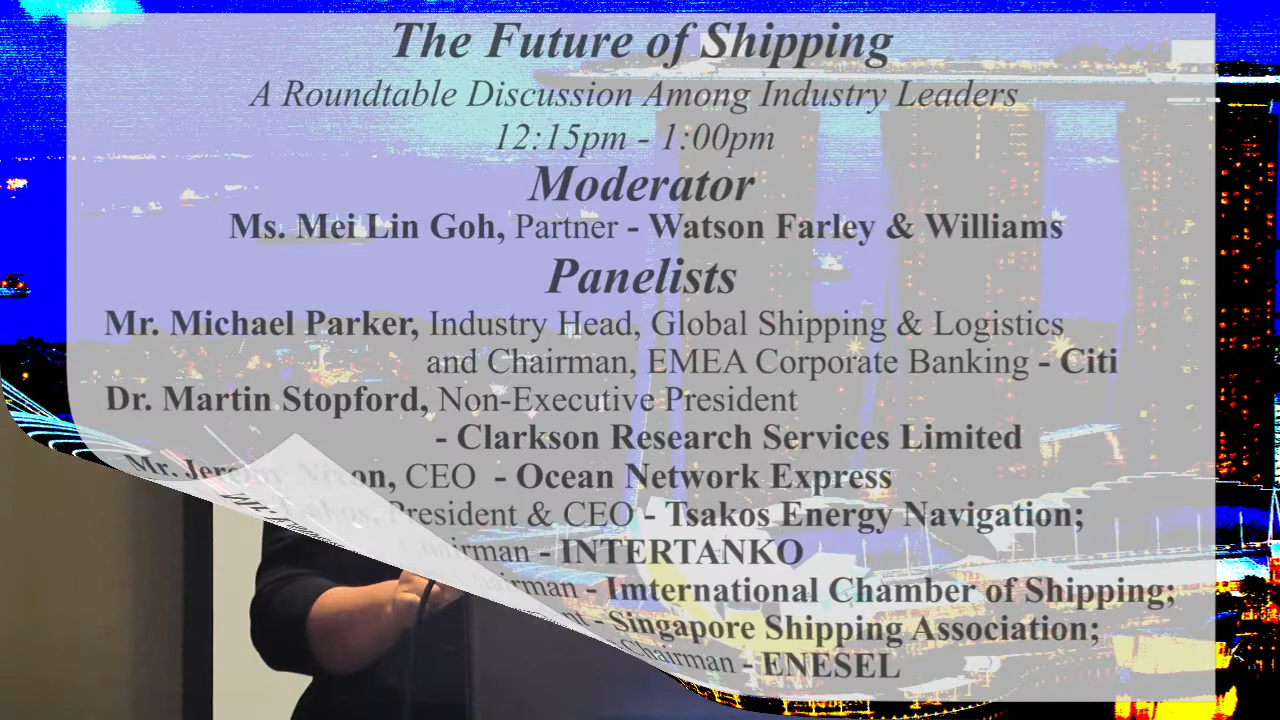 The Future of Shipping
A Roundtable Discussion Among Industry Leaders
12:15pm - 1:00pm
Moderator
Ms. Mei Lin Goh, Partner - Watson Farley & Williams
Panelists
Mr. Michael Parker, Industry Head, Global Shipping & Logistics
and Chairman, EMEA Corporate Banking - Citi
Dr. Martin Stopford, Non-Executive President
- Clarkson Research Services Limited
Mr. CEO - Ocean Network Express
President & CEO - Tsakos Energy Navigation;
- INTERTANKO
- Imternational Chamber of Shipping;
- Singapore Shipping Association;
Chairman - ENESEL